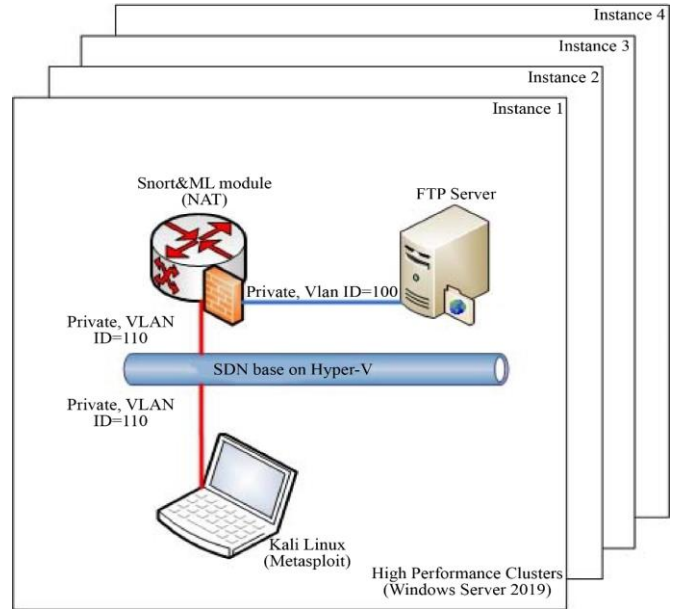 Instance 4
Instance 3
Instance 2
Instance 1
Snort&ML module
(NAT)
FTP Server
Private, Vlan ID=100
Private, VLAN
ID=110
SDN base on Hyper-V
Private, VLAN
ID=110
Kali Linux
(Metasploit)
High Performance Clusters
(Windows Server 2019)